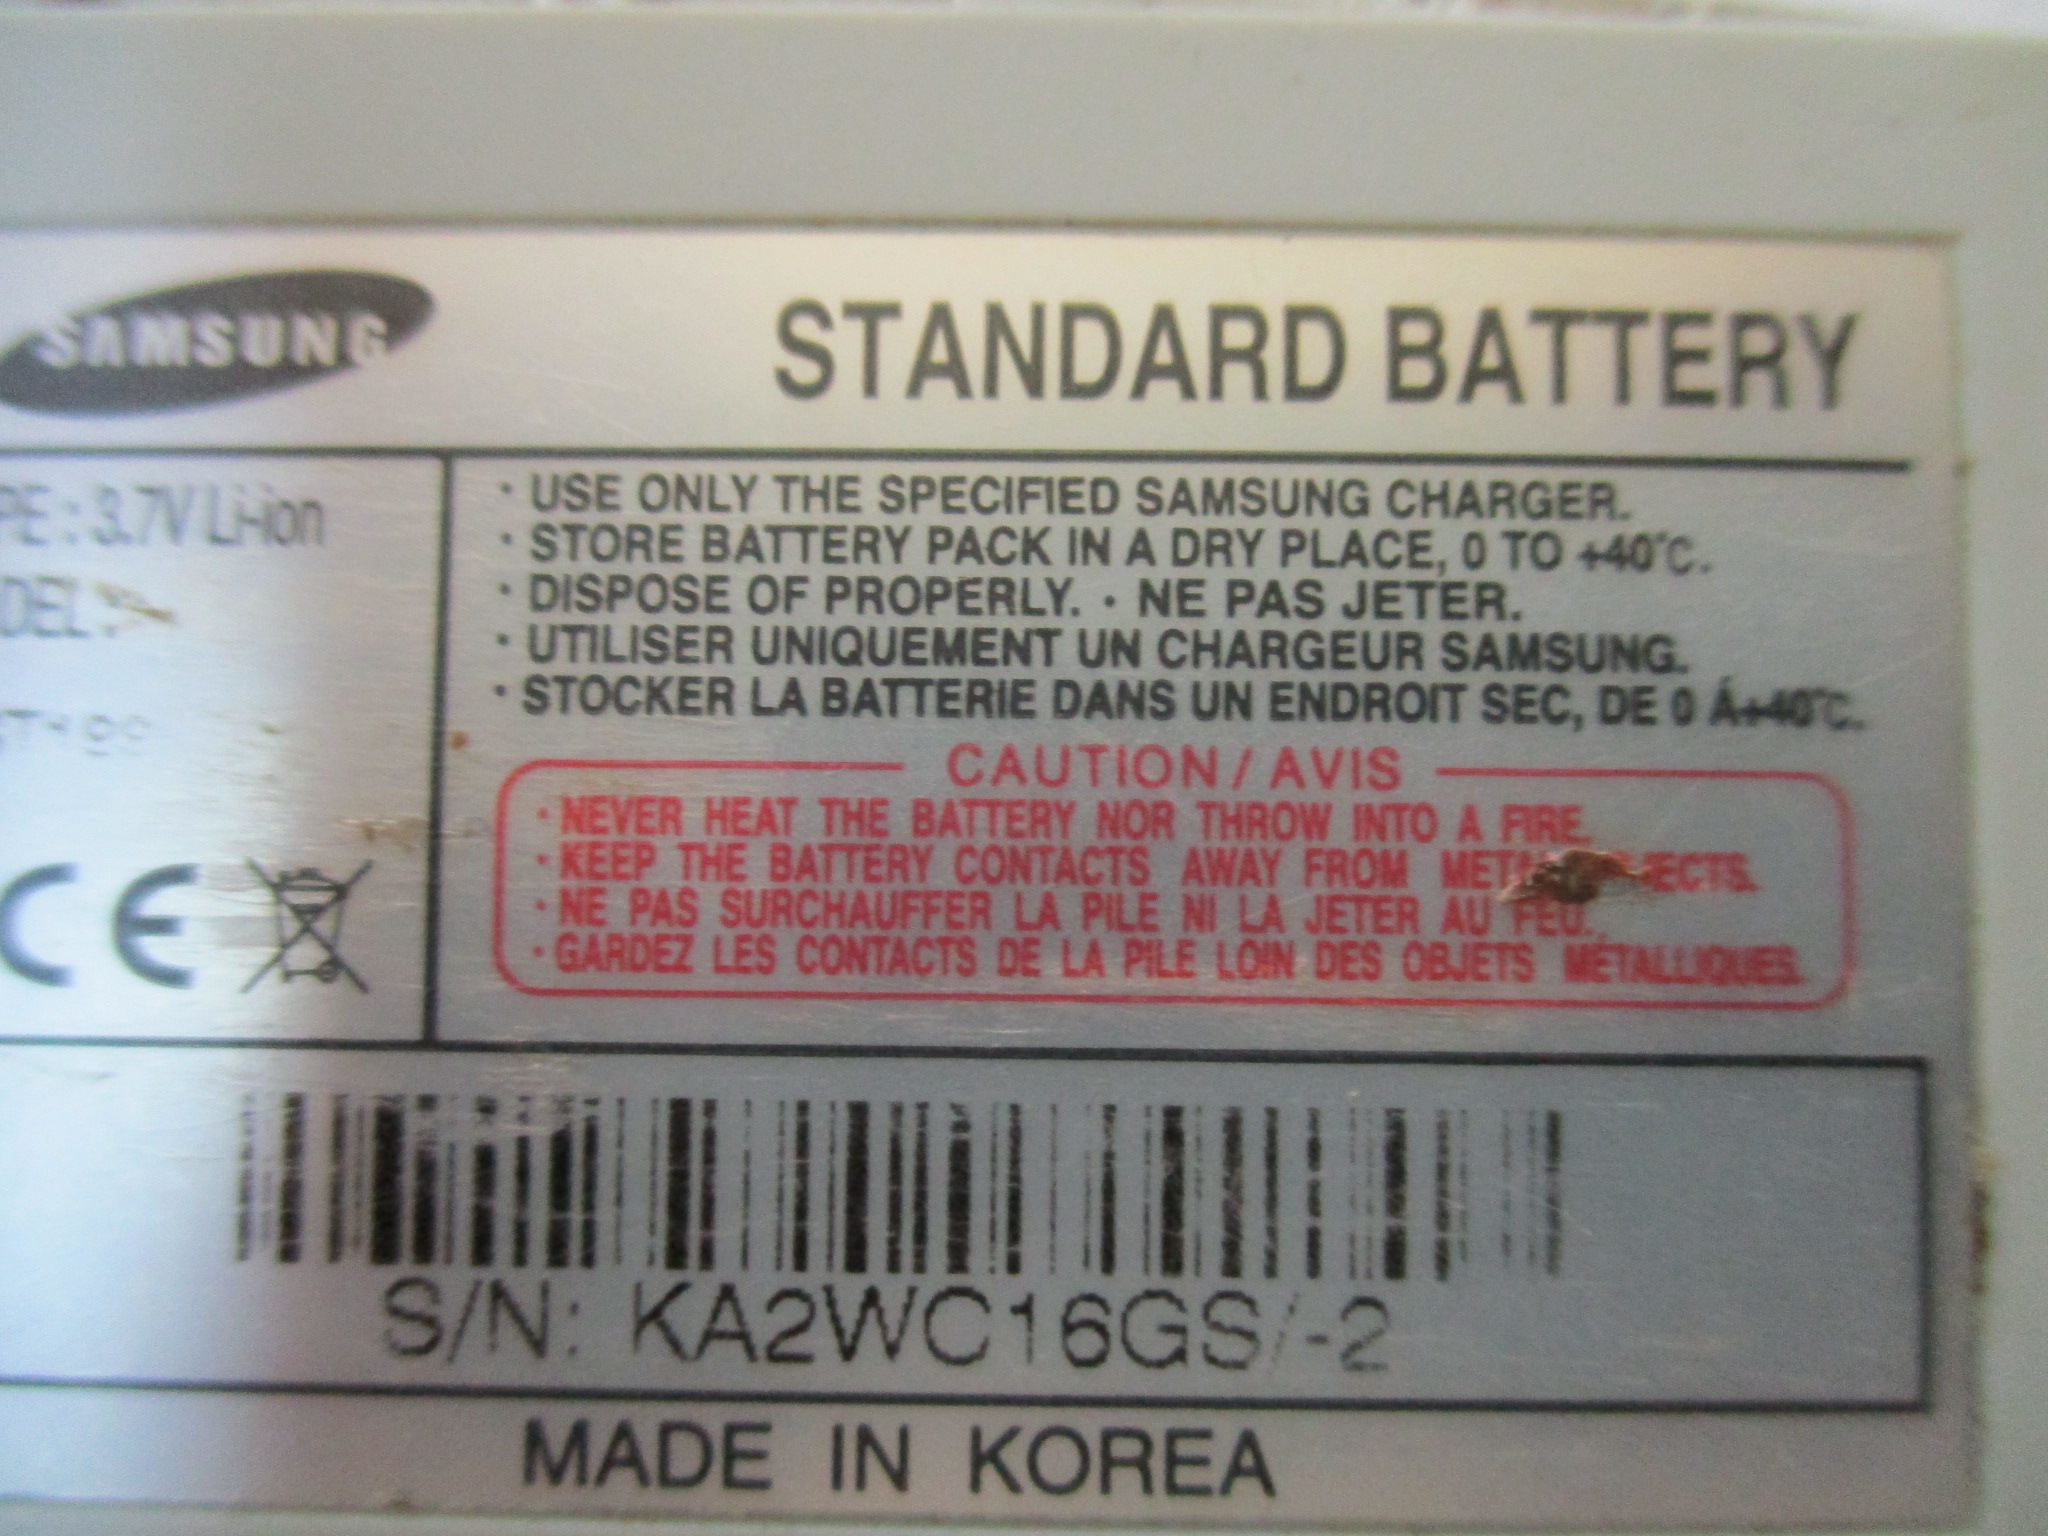 SAMSUNG
STANDARD BATTERY
PE : 3.7V Li-ion
DEL :
· USE ONLY THE SPECIFIED SAMSUNG CHARGER.
· STORE BATTERY PACK IN A DRY PLACE, 0 TO +40°C.
· DISPOSE OF PROPERLY. · NE PAS JETER.
· UTILISER UNIQUEMENT UN CHARGEUR SAMSUNG.
· STOCKER LA BATTERIE DANS UN ENDROIT SEC, DE 0 Á+40°C.
CAUTION / AVIS
· NEVER HEAT THE BATTERY NOR THROW INTO A FIRE.
· KEEP THE BATTERY CONTACTS AWAY FROM
· NE PAS SURCHAUFFER LA PILE NI LA JETER AU FEU.
· GARDEZ LES CONTACTS DE LA PILE LOIN DES OBJETS MÉTALLIQUES.
CE
S/N: KA2WC16GS/-2
MADE IN KOREA